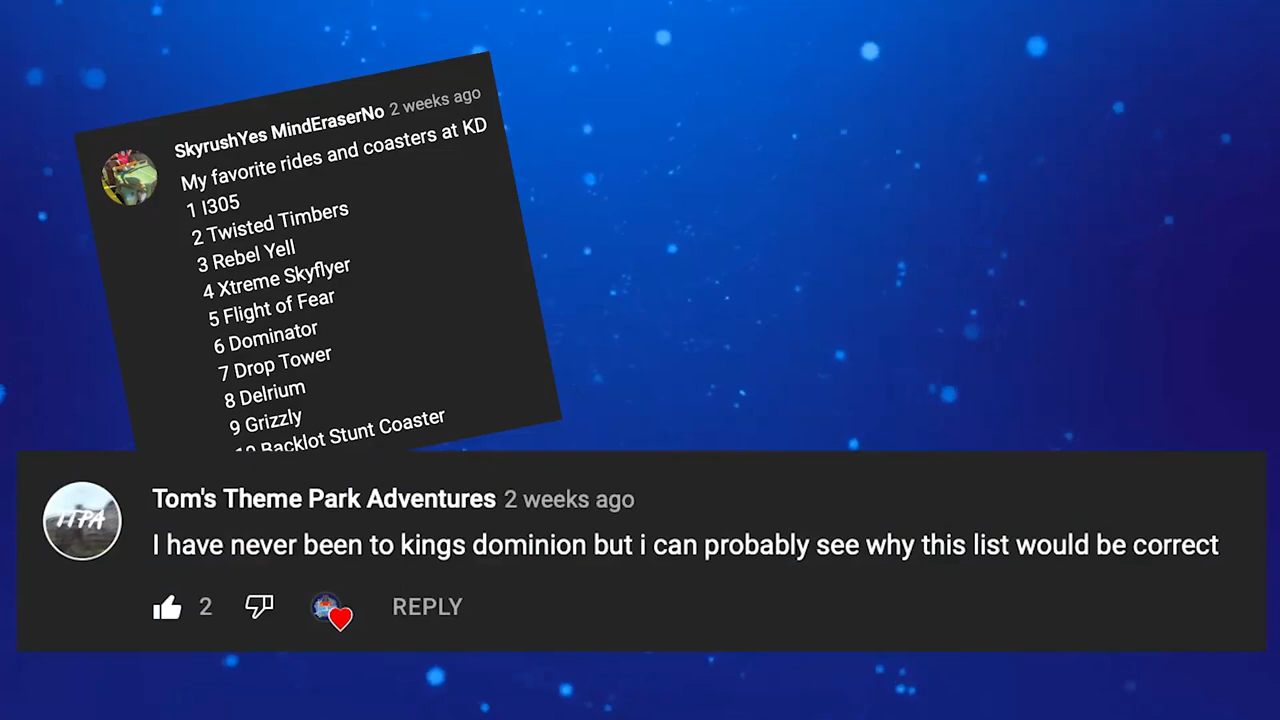 SkyrushYes MindEraserNo 2 weeks ago
My favorite rides and coasters at KD
1 I305
2 Twisted Timbers
3 Rebel Yell
4 Xtreme Skyflyer
5 Flight of Fear
6 Dominator
7 Drop Tower
8 Delrium
9 Grizzly
10 Backlot Stunt Coaster
TTPA
Tom's Theme Park Adventures 2 weeks ago
I have never been to kings dominion but i can probably see why this list would be correct
2 REPLY